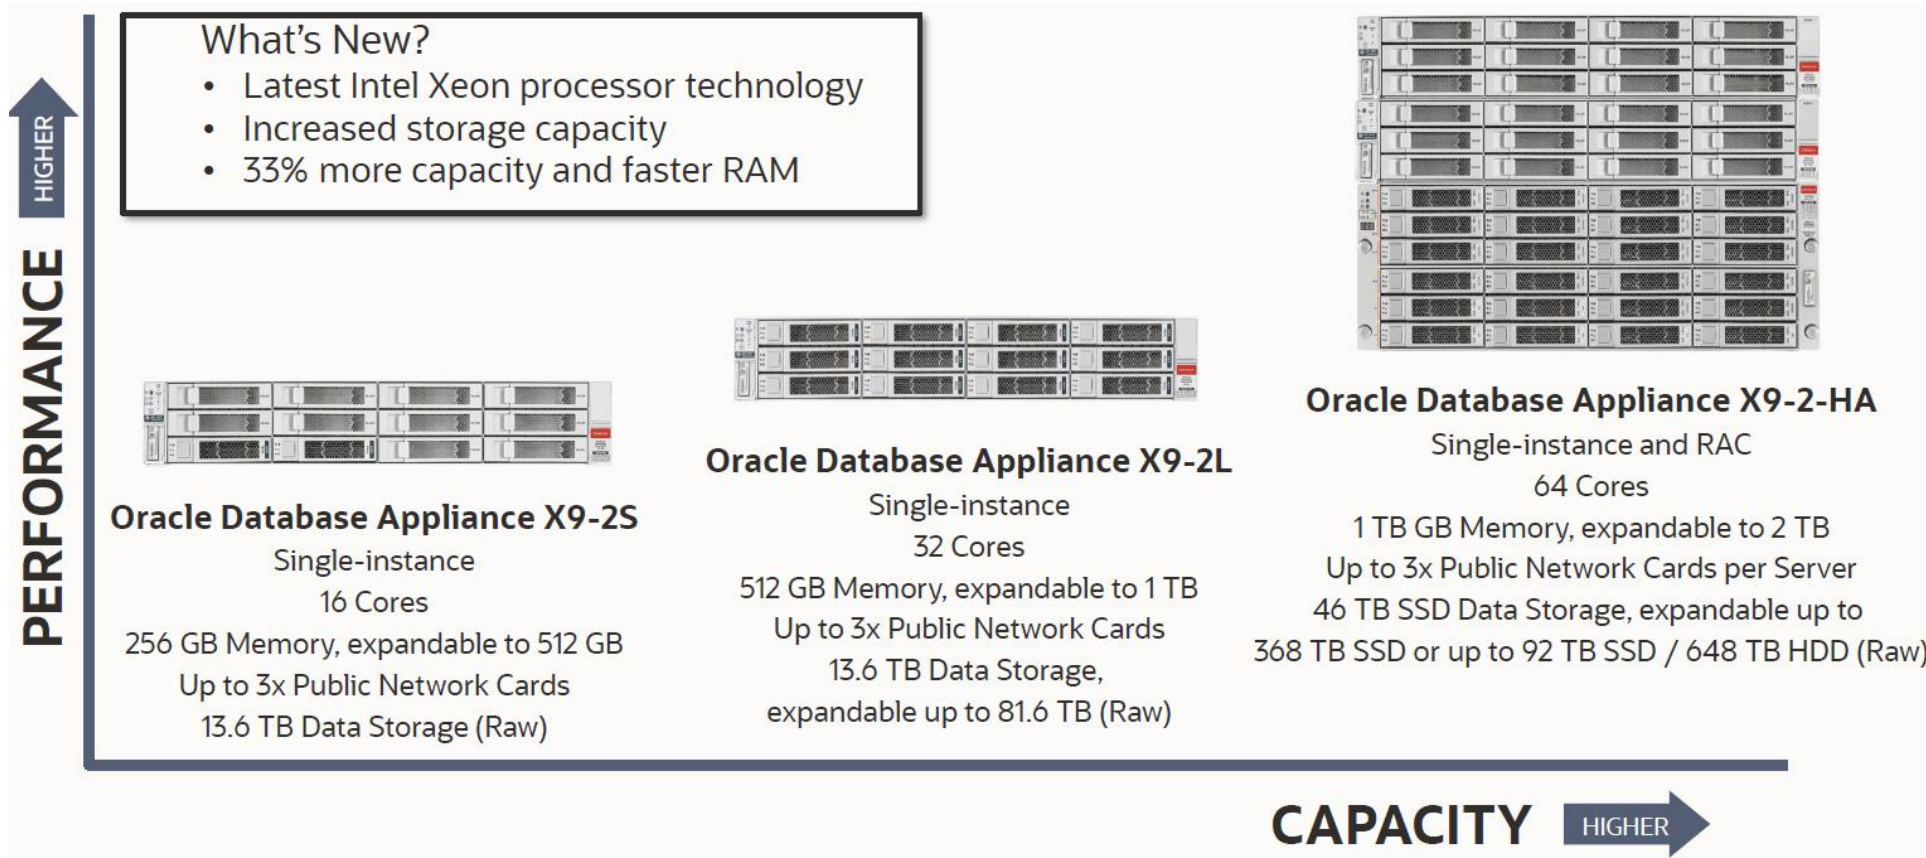 What's New?
• Latest Intel Xeon processor technology
• Increased storage capacity
• 33% more capacity and faster RAM
HIGHER
PERFORMANCE
Oracle Database Appliance X9-2S
Single-instance
16 Cores
256 GB Memory, expandable to 512 GB
Up to 3x Public Network Cards
13.6 TB Data Storage (Raw)
Oracle Database Appliance X9-2L
Single-instance
32 Cores
512 GB Memory, expandable to 1 TB
Up to 3x Public Network Cards
13.6 TB Data Storage,
expandable up to 81.6 TB (Raw)
Oracle Database Appliance X9-2-HA
Single-instance and RAC
64 Cores
1 TB GB Memory, expandable to 2 TB
Up to 3x Public Network Cards per Server
46 TB SSD Data Storage, expandable up to
368 TB SSD or up to 92 TB SSD / 648 TB HDD (Raw)
CAPACITY
HIGHER